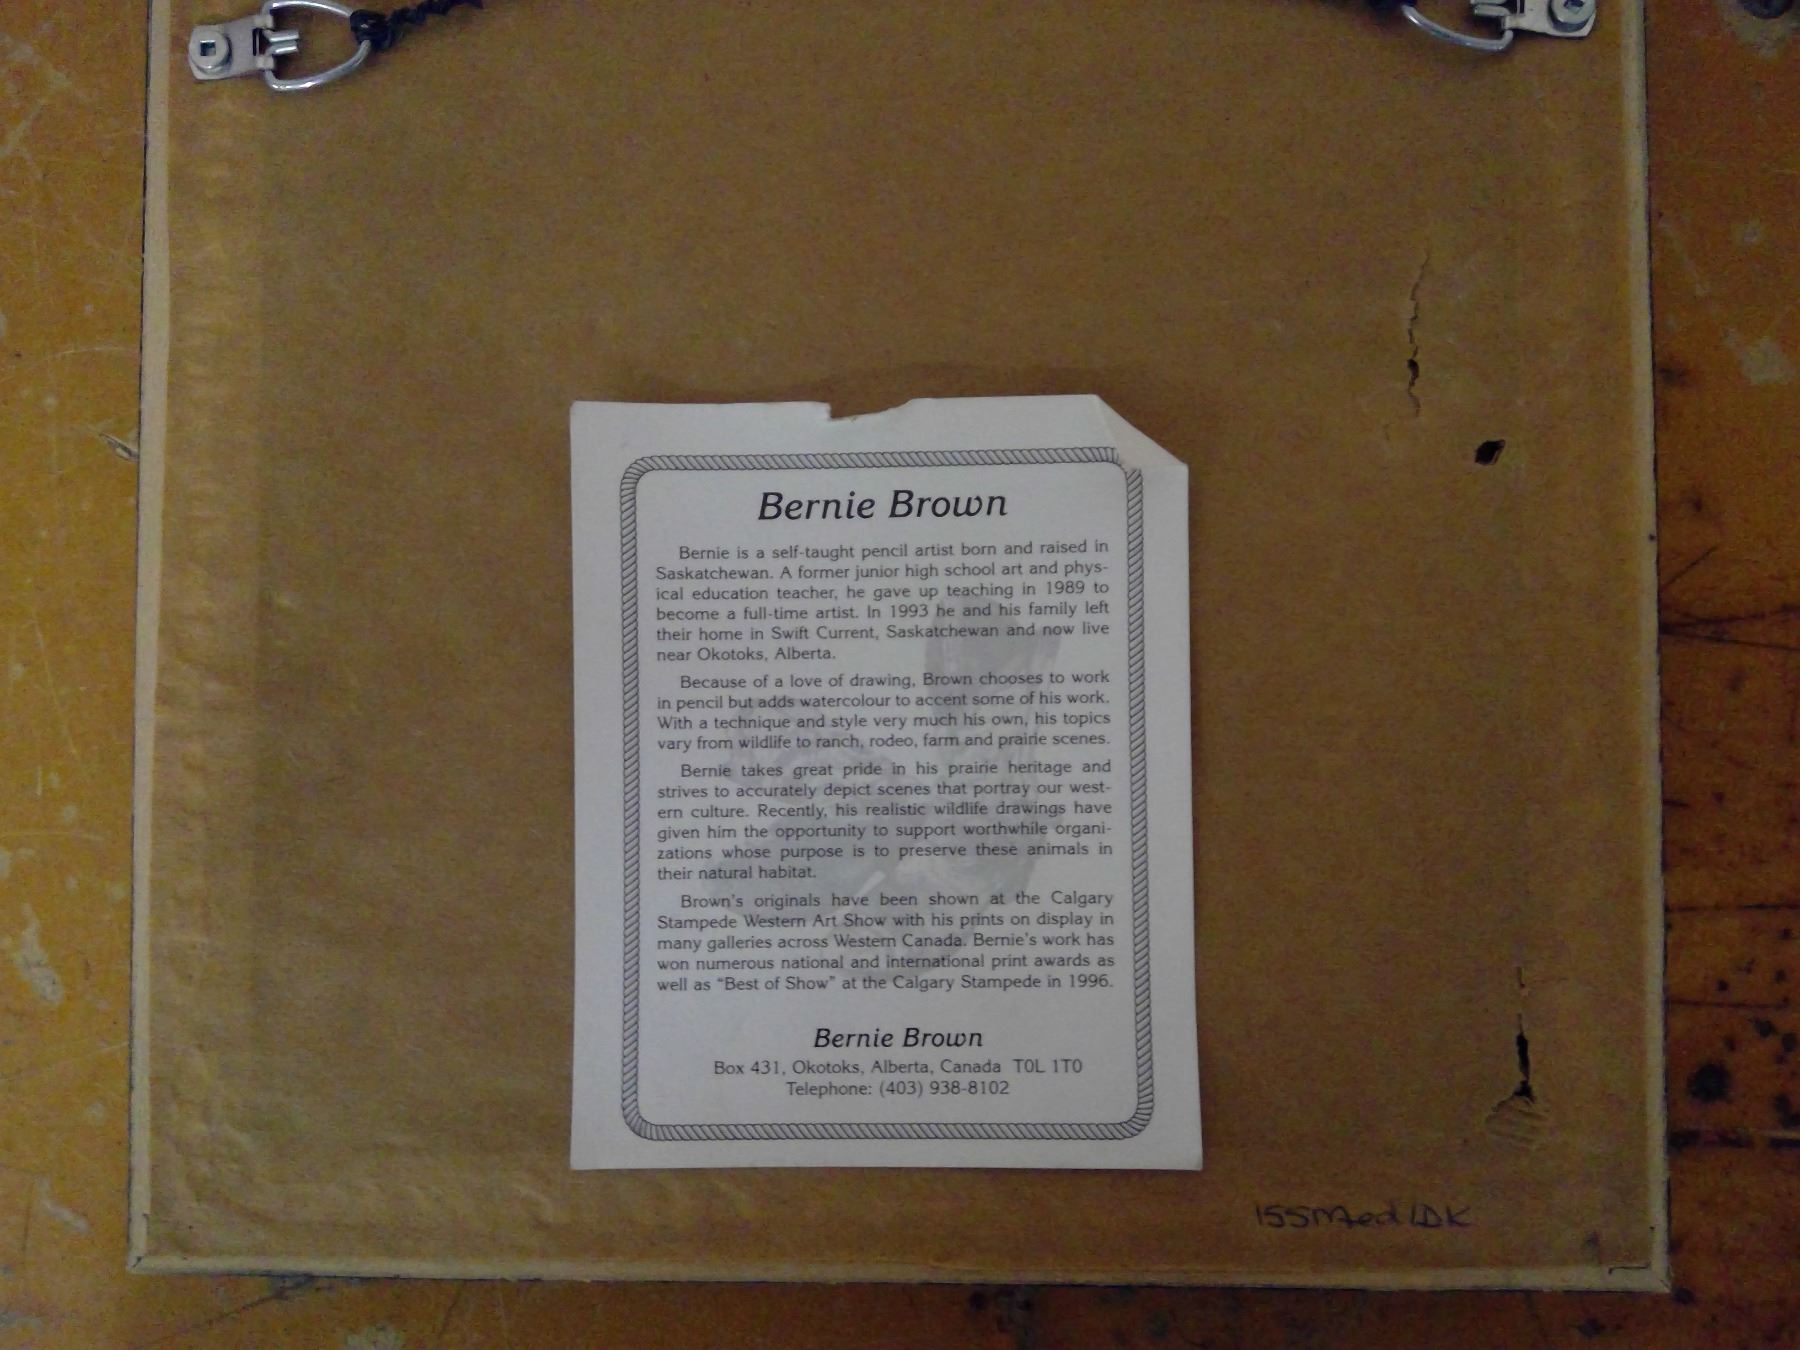 Bernie Brown
Bernie is a self-taught pencil artist born and raised in
Saskatchewan. A former junior high school art and phys-
ical education teacher, he gave up teaching in 1989 to
become a full-time artist. In 1993 he and his family left
their home in Swift Current, Saskatchewan and now live
near Okotoks, Alberta.
Because of a love of drawing, Brown chooses to work
in pencil but adds watercolour to accent some of his work.
With a technique and style very much his own, his topics
vary from wildlife to ranch, rodeo, farm and prairie scenes.
Bernie takes great pride in his prairie heritage and
strives to accurately depict scenes that portray our west-
ern culture. Recently, his realistic wildlife drawings have
given him the opportunity to support worthwhile organi-
zations whose purpose is to preserve these animals in
their natural habitat.
Brown's originals have been shown at the Calgary
Stampede Western Art Show with his prints on display in
many galleries across Western Canada. Bernie's work has
won numerous national and international print awards as
well as "Best of Show" at the Calgary Stampede in 1996.
Bernie Brown
Box 431, Okotoks, Alberta, Canada T0L 1T0
Telephone: (403) 938-8102